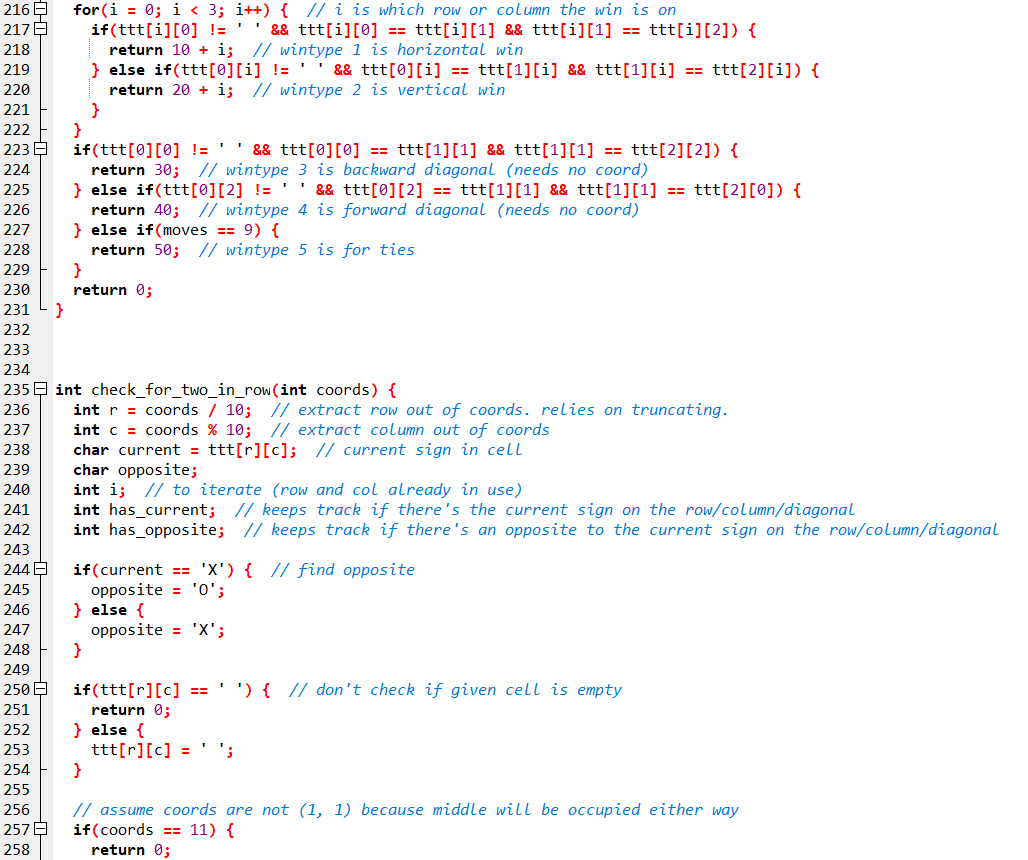 216 for(i = 0; i < 3; i++) {  // i is which row or column the win is on
217   if(ttt[i][0] != ' ' && ttt[i][0] == ttt[i][1] && ttt[i][1] == ttt[i][2]) {
218     return 10 + i;  // wintype 1 is horizontal win
219   } else if(ttt[0][i] != ' ' && ttt[0][i] == ttt[1][i] && ttt[1][i] == ttt[2][i]) {
220     return 20 + i;  // wintype 2 is vertical win
221   }
222 }
223 if(ttt[0][0] != ' ' && ttt[0][0] == ttt[1][1] && ttt[1][1] == ttt[2][2]) {
224   return 30;  // wintype 3 is backward diagonal (needs no coord)
225 } else if(ttt[0][2] != ' ' && ttt[0][2] == ttt[1][1] && ttt[1][1] == ttt[2][0]) {
226   return 40;  // wintype 4 is forward diagonal (needs no coord)
227 } else if(moves == 9) {
228   return 50;  // wintype 5 is for ties
229 }
230 return 0;
231 }
232
233
234
235 int check_for_two_in_row(int coords) {
236   int r = coords / 10;  // extract row out of coords. relies on truncating.
237   int c = coords % 10;  // extract column out of coords
238   char current = ttt[r][c];  // current sign in cell
239   char opposite;
240   int i;  // to iterate (row and col already in use)
241   int has_current;  // keeps track if there's the current sign on the row/column/diagonal
242   int has_opposite;  // keeps track if there's an opposite to the current sign on the row/column/diagonal
243
244   if(current == 'X') {  // find opposite
245     opposite = 'O';
246   } else {
247     opposite = 'X';
248   }
249
250   if(ttt[r][c] == ' ') {  // don't check if given cell is empty
251     return 0;
252   } else {
253     ttt[r][c] = ' ';
254   }
255
256   // assume coords are not (1, 1) because middle will be occupied either way
257   if(coords == 11) {
258     return 0;